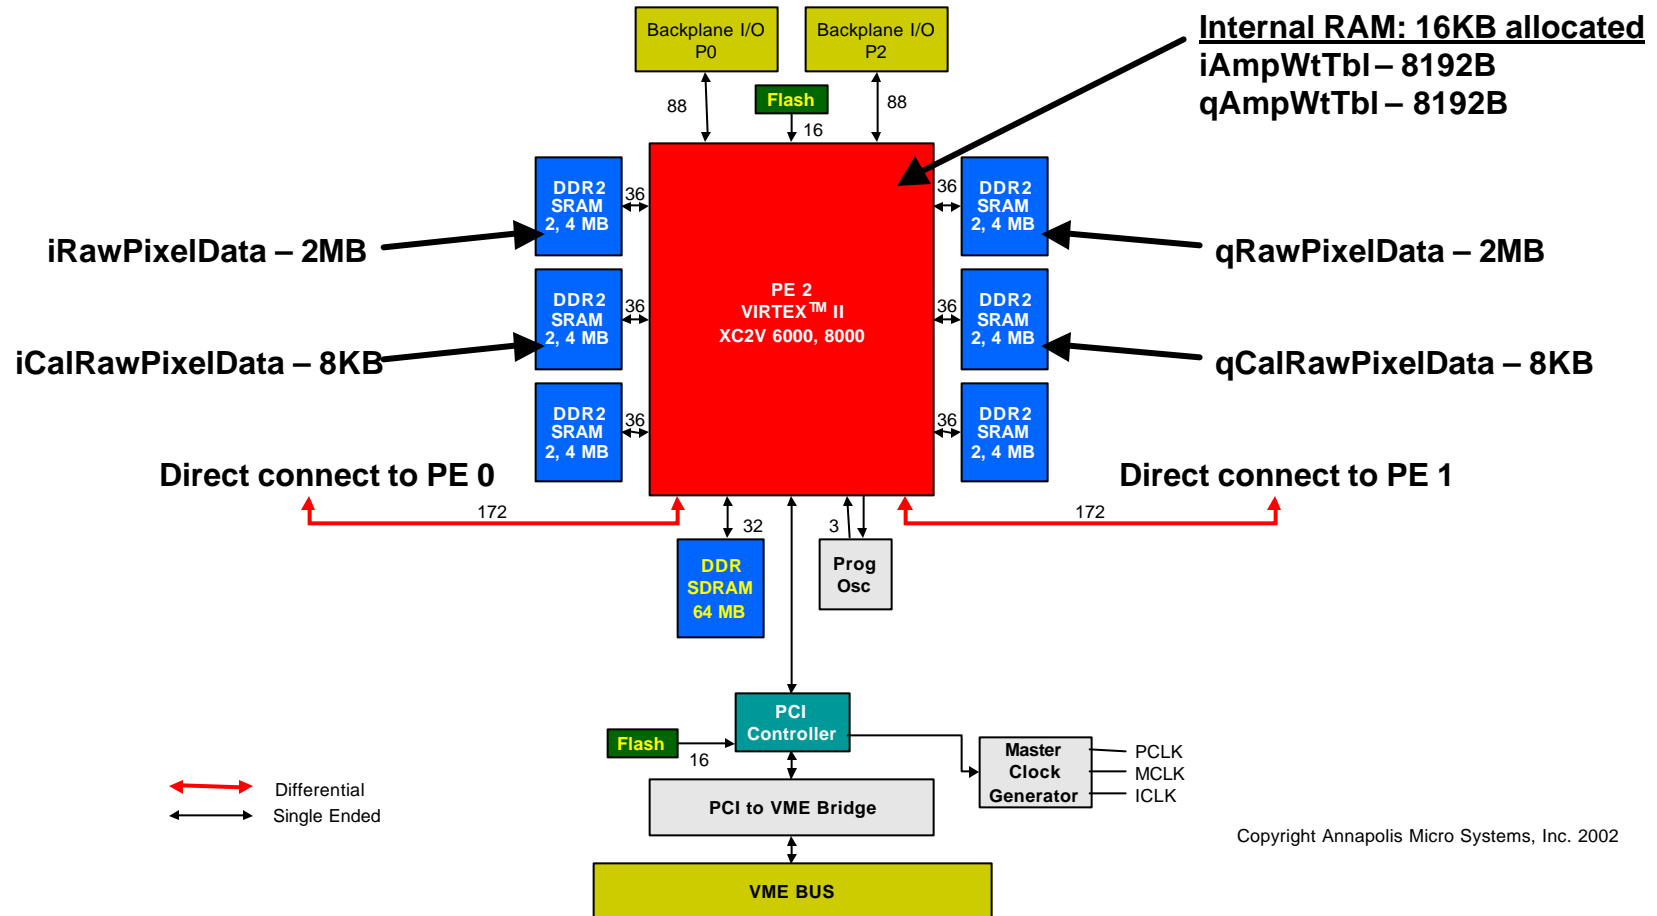 Backplane I/O
P0
Backplane I/O
P2
Internal RAM: 16KB allocated
iAmpWtTbl – 8192B
qAmpWtTbl – 8192B
88
Flash
88
16
DDR2
SRAM
2, 4 MB
36
36
DDR2
SRAM
2, 4 MB
iRawPixelData – 2MB
qRawPixelData – 2MB
PE 2
VIRTEX™ II
XC2V 6000, 8000
DDR2
SRAM
2, 4 MB
36
36
DDR2
SRAM
2, 4 MB
iCalRawPixelData – 8KB
qCalRawPixelData – 8KB
DDR2
SRAM
2, 4 MB
36
36
DDR2
SRAM
2, 4 MB
Direct connect to PE 0
Direct connect to PE 1
172
32
3
172
DDR
SDRAM
64 MB
Prog
Osc
PCI
Controller
Flash
16
Master
Clock
Generator
PCLK
MCLK
ICLK
Differential
Single Ended
PCI to VME Bridge
Copyright Annapolis Micro Systems, Inc. 2002
VME BUS